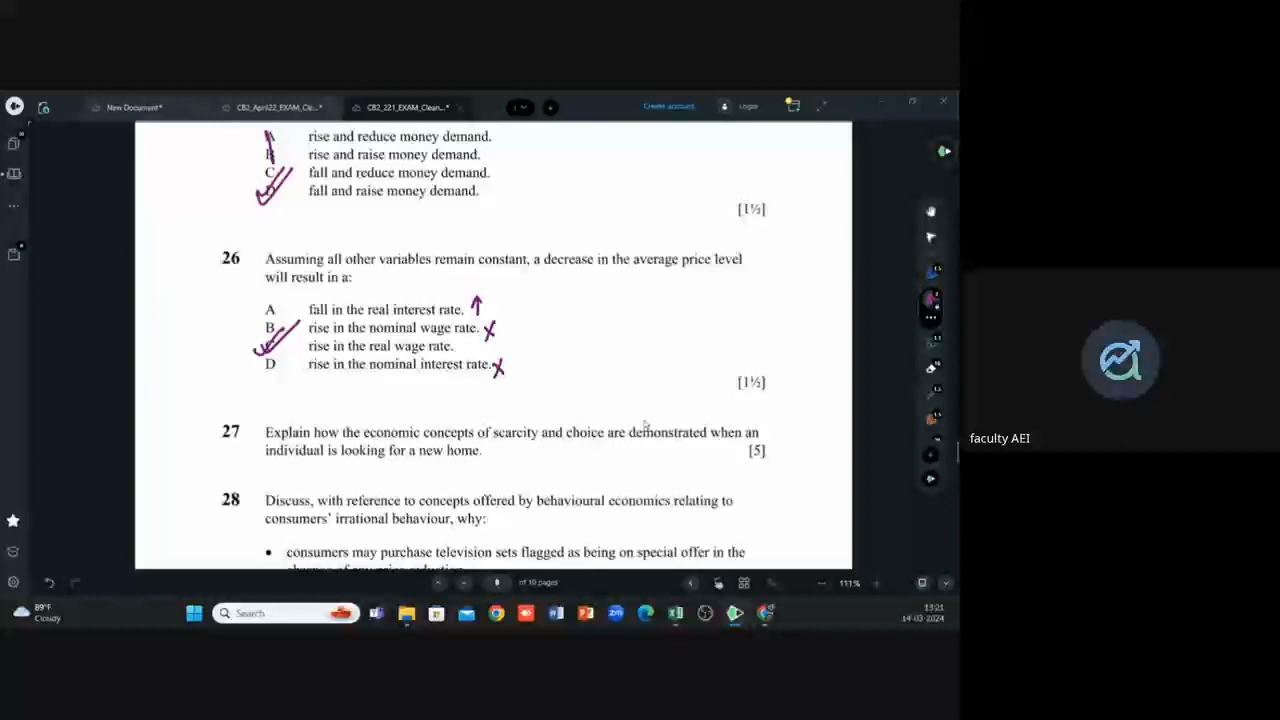 New Document*
CB2_April22_EXAM_Cle...*
CB2_221_EXAM_Clean...*
Create account
Login
A rise and reduce money demand.
B rise and raise money demand.
C fall and reduce money demand.
D fall and raise money demand.
[1½]
26 Assuming all other variables remain constant, a decrease in the average price level
will result in a:
A fall in the real interest rate.
B rise in the nominal wage rate.
rise in the real wage rate.
D rise in the nominal interest rate.
[1½]
27 Explain how the economic concepts of scarcity and choice are demonstrated when an
individual is looking for a new home. [5]
28 Discuss, with reference to concepts offered by behavioural economics relating to
consumers' irrational behaviour, why:
• consumers may purchase television sets flagged as being on special offer in the
faculty AEI
8 of 10 pages
111%
89°F
Cloudy
Search
13:21
14-03-2024